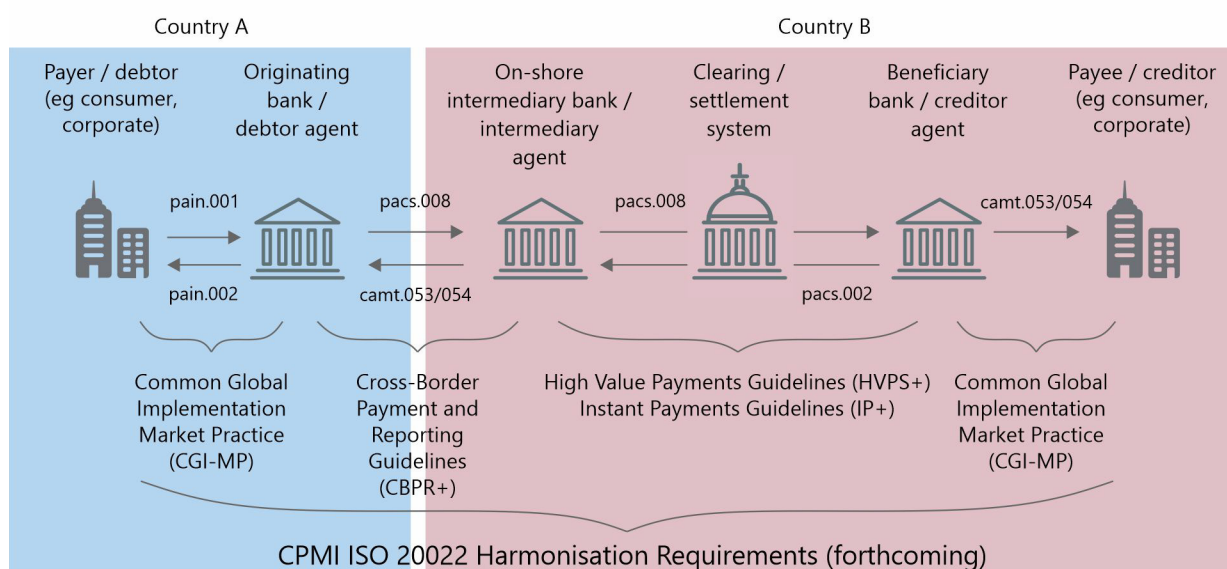 Country A
Country B
Payer / debtor
(eg consumer,
corporate)
Originating
bank /
debtor agent
On-shore
intermediary bank /
intermediary
agent
Clearing /
settlement
system
Beneficiary
bank / creditor
agent
Payee / creditor
(eg consumer,
corporate)
pain.001
pacs.008
pacs.008
camt.053/054
pain.002
camt.053/054
pacs.002
Common Global
Implementation
Market Practice
(CGI-MP)
Cross-Border
Payment and
Reporting
Guidelines
(CBPR+)
High Value Payments Guidelines (HVPS+)
Instant Payments Guidelines (IP+)
Common Global
Implementation
Market Practice
(CGI-MP)
CPMI ISO 20022 Harmonisation Requirements (forthcoming)